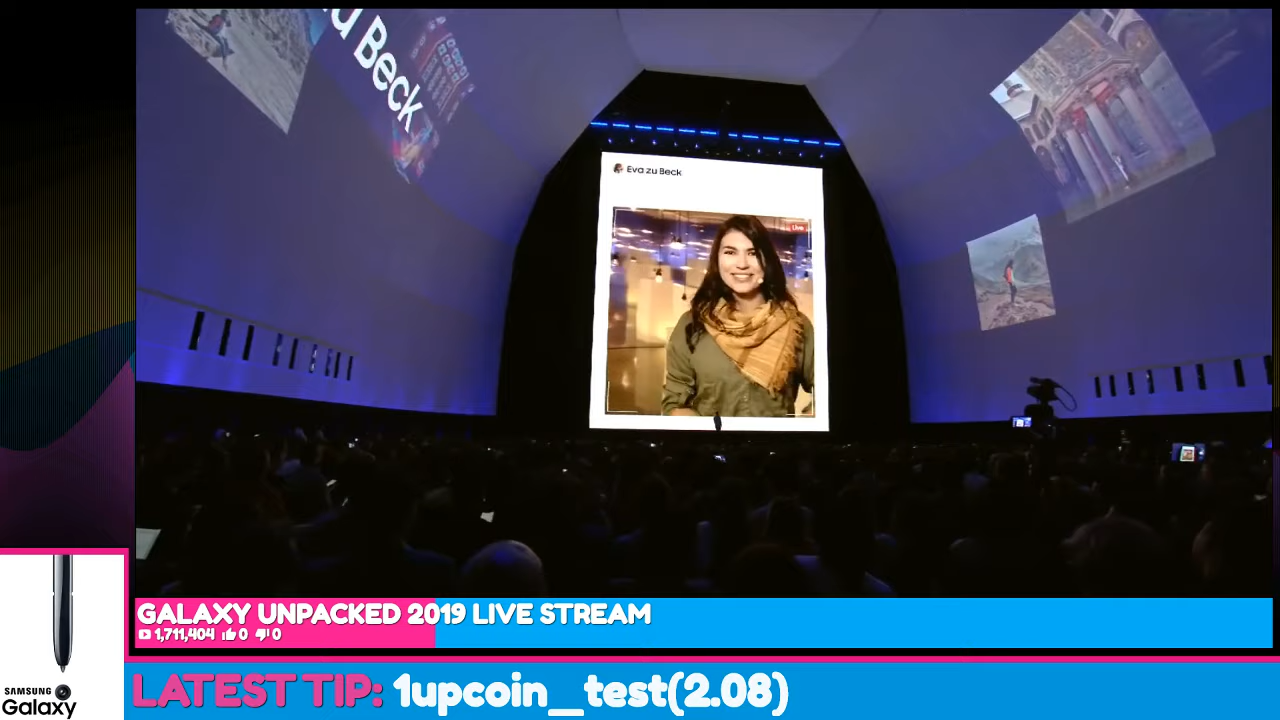 u Beck
Eva zu Beck
Live
GALAXY UNPACKED 2019 LIVE STREAM
1,711,404 0 0
LATEST TIP: 1upcoin_test(2.08)
SAMSUNG
Galaxy